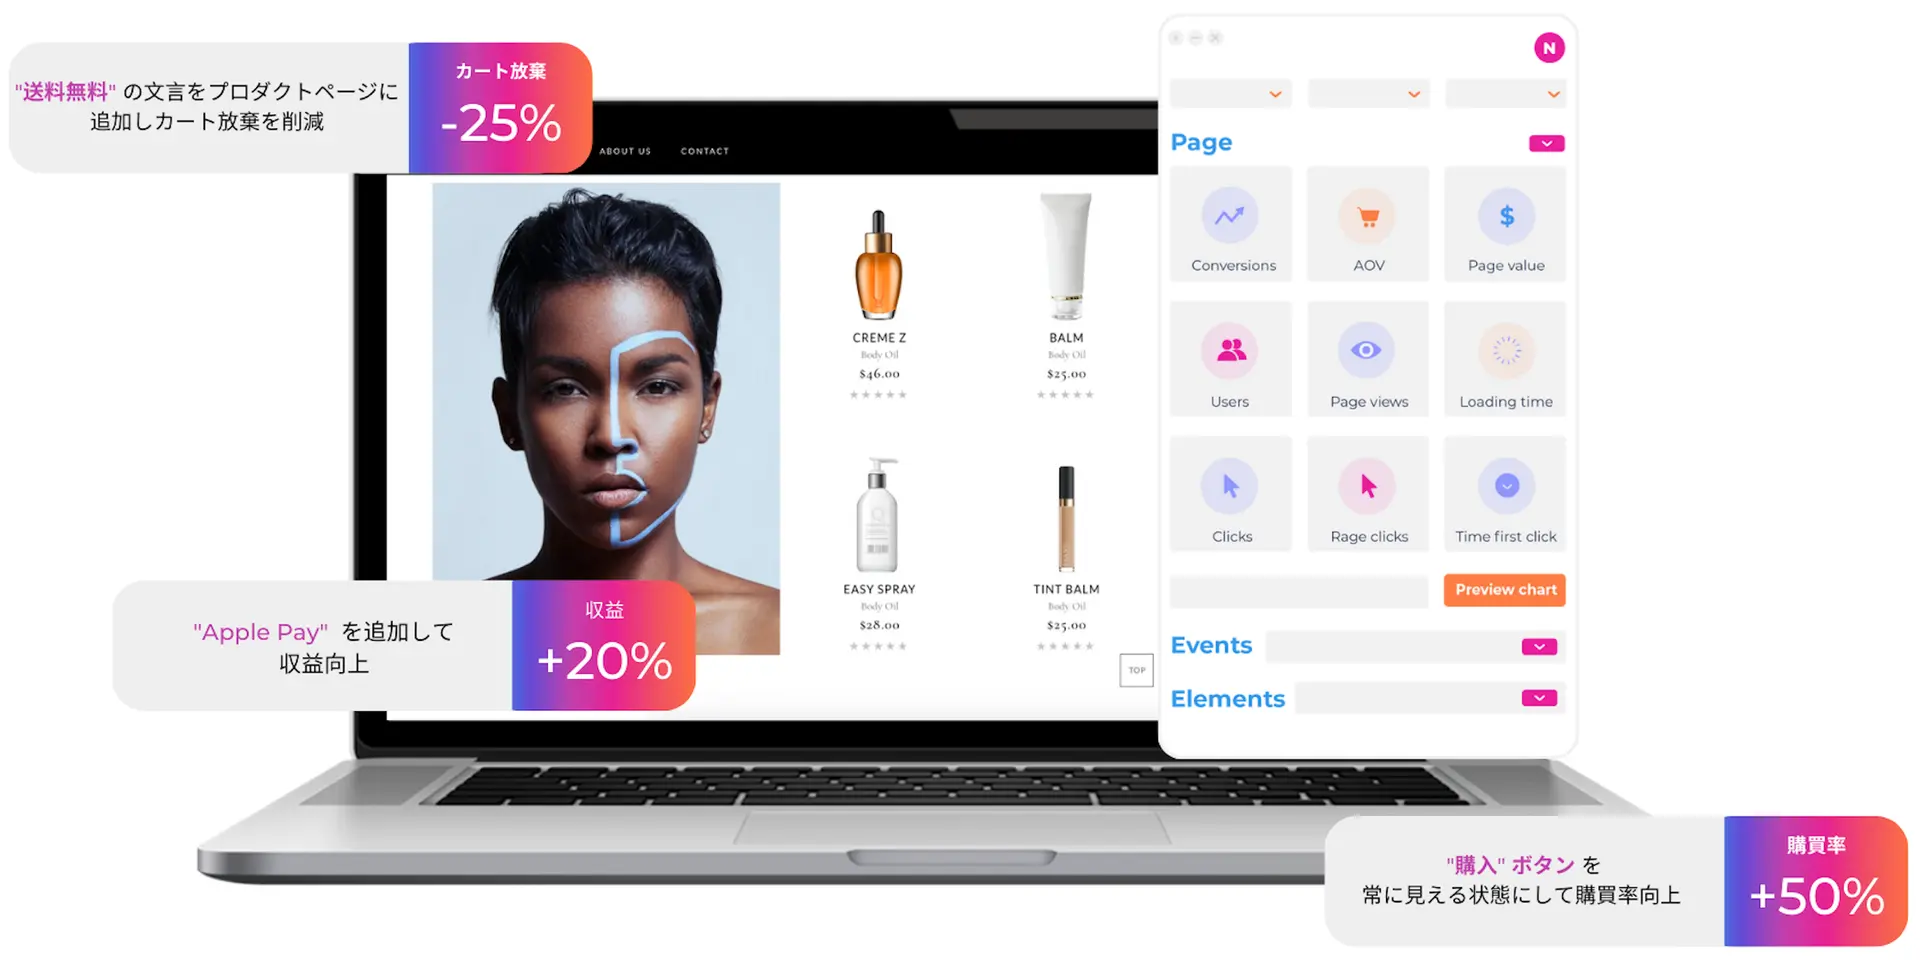 "送料無料" の文言をプロダクトページに
追加しカート放棄を削減
カート放棄
-25%
ABOUT US
CONTACT
CREME Z
Body Oil
$46.00
BALM
Body Oil
$25.00
EASY SPRAY
Body Oil
$28.00
TINT BALM
Body Oil
$25.00
TOP
"Apple Pay" を追加して
収益向上
収益
+20%
N
Page
Conversions
AOV
Page value
Users
Page views
Loading time
Clicks
Rage clicks
Time first click
Preview chart
Events
Elements
"購入" ボタン を
常に見える状態にして購買率向上
購買率
+50%